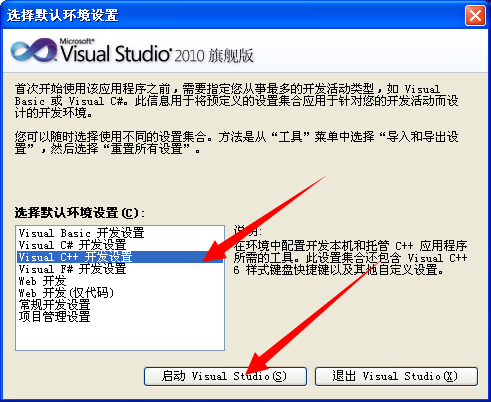 选择默认环境设置
Microsoft®
Visual Studio® 2010 旗舰版
首次开始使用该应用程序之前，需要指定您从事最多的开发活动类型，如 Visual
Basic 或 Visual C#。此信息用于将预定义的设置集合应用于针对您的开发活动而设
计的开发环境。
您可以随时选择使用不同的设置集合。方法是从“工具”菜单中选择“导入和导出设
置”，然后选择“重置所有设置”。
选择默认环境设置(C):
Visual Basic 开发设置
Visual C# 开发设置
Visual C++ 开发设置
Visual F# 开发设置
Web 开发
Web 开发(仅代码)
常规开发设置
项目管理设置
说明:
在环境中配置开发本机和托管 C++ 应用程序
所需的工具。此设置集合还包含 Visual C++
6 样式键盘快捷键以及其他自定义设置。
启动 Visual Studio(S)
退出 Visual Studio(X)